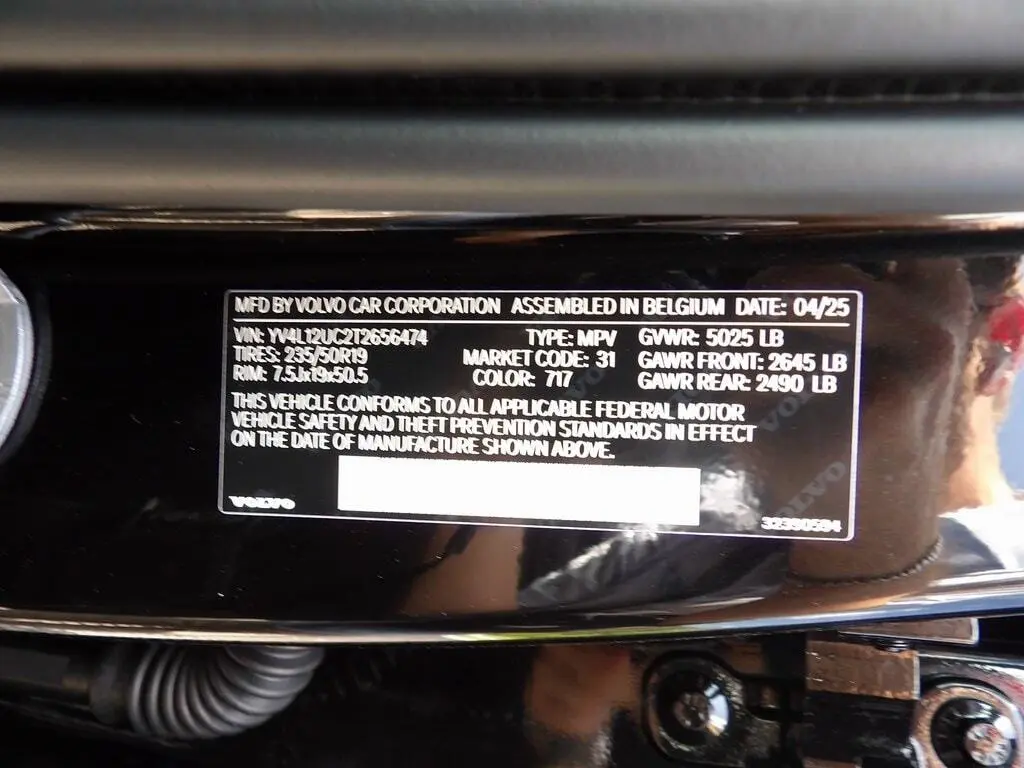 MFD BY VOLVO CAR CORPORATION ASSEMBLED IN BELGIUM DATE: 04/25
VIN: YV4L12UC2T2656474 TYPE: MPV GVWR: 5025 LB
TIRES: 235/50R19 MARKET CODE: 31 GAWR FRONT: 2645 LB
RIM: 7.5Jx19x50.5 COLOR: 717 GAWR REAR: 2490 LB
THIS VEHICLE CONFORMS TO ALL APPLICABLE FEDERAL MOTOR
VEHICLE SAFETY AND THEFT PREVENTION STANDARDS IN EFFECT
ON THE DATE OF MANUFACTURE SHOWN ABOVE.
VOLVO 32390594